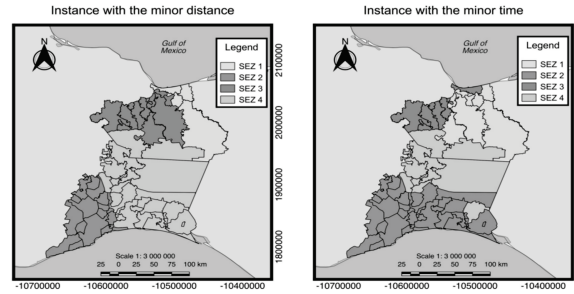 Instance with the minor distance
N
Gulf of
Mexico
Legend
SEZ 1
SEZ 2
SEZ 3
SEZ 4
2100000
2000000
1900000
1800000
Scale 1: 3 000 000
25 0 25 50 75 100 km
-10700000 -10600000 -10500000 -10400000
Instance with the minor time
N
Gulf of
Mexico
Legend
SEZ 1
SEZ 2
SEZ 3
SEZ 4
Scale 1: 3 000 000
25 0 25 50 75 100 km
-10700000 -10600000 -10500000 -10400000